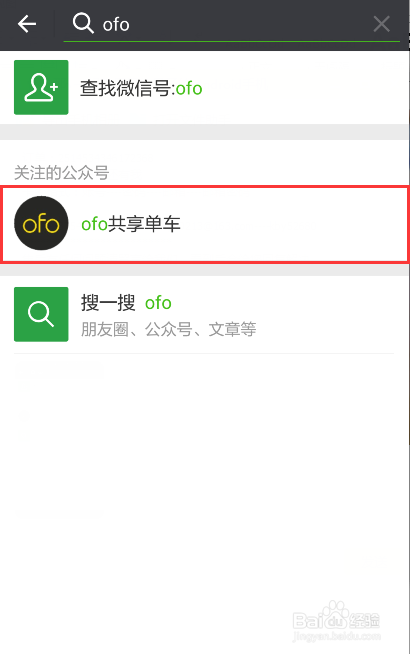 ofo
查找微信号:ofo
关注的公众号
ofo
ofo共享单车
搜一搜 ofo
朋友圈、公众号、文章等
Baidu经验
jingyan.baidu.com